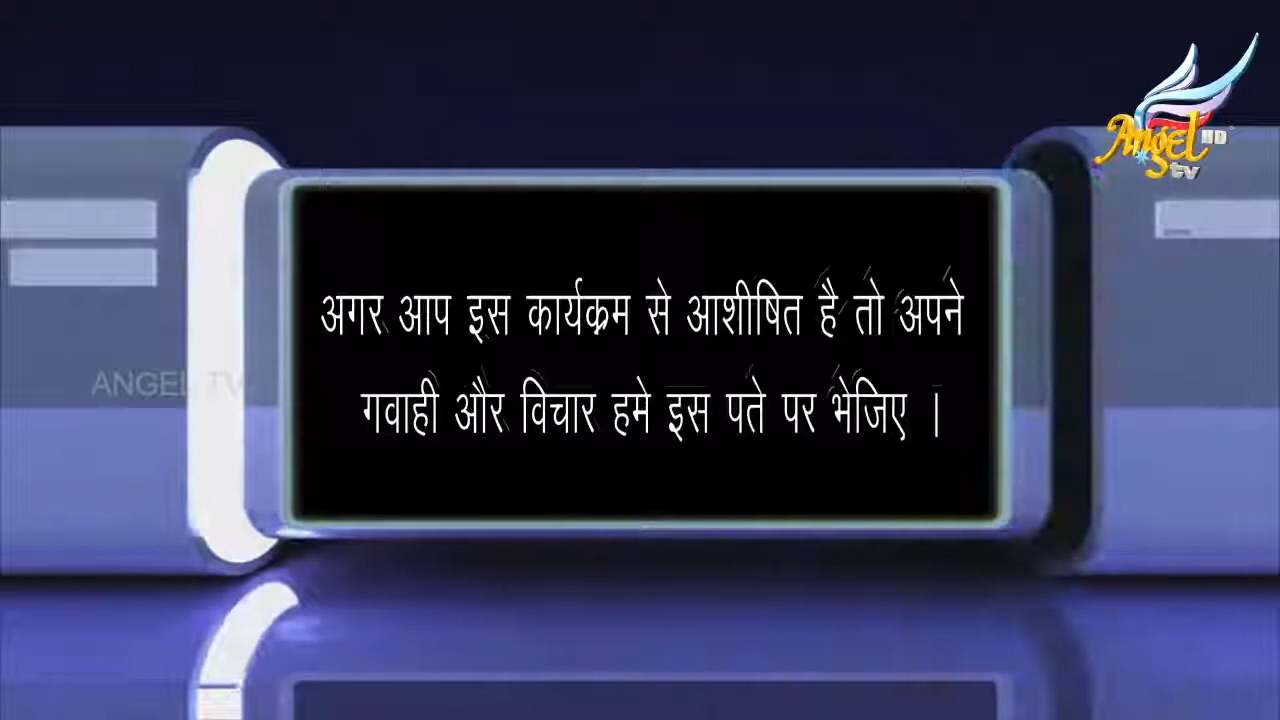 Angel HD
tv
अगर आप इस कार्यक्रम से आशीषित है तो अपने
ANGEL TV
गवाही और विचार हमे इस पते पर भेजिए ।